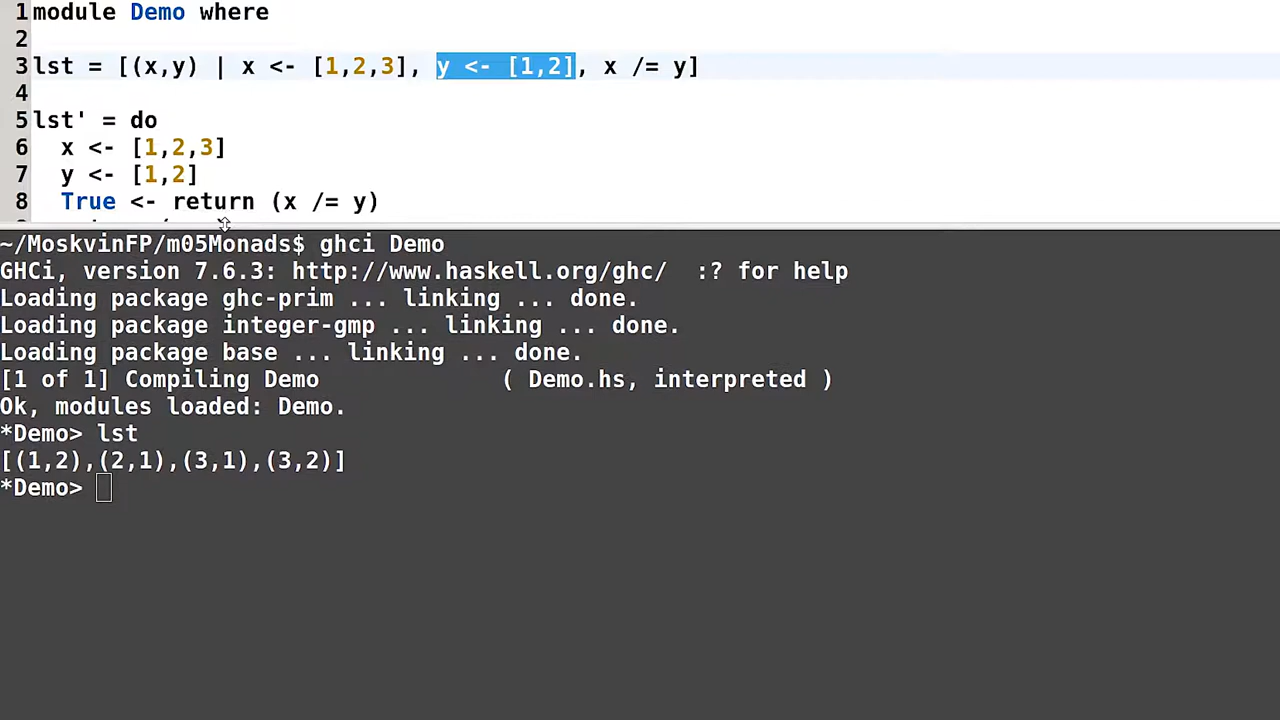 1 module Demo where
2
3 lst = [(x,y) | x <- [1,2,3], y <- [1,2], x /= y]
4
5 lst' = do
6   x <- [1,2,3]
7   y <- [1,2]
8   True <- return (x /= y)
~/MoskvinFP/m05Monads$ ghci Demo
GHCi, version 7.6.3: http://www.haskell.org/ghc/  :? for help
Loading package ghc-prim ... linking ... done.
Loading package integer-gmp ... linking ... done.
Loading package base ... linking ... done.
[1 of 1] Compiling Demo             ( Demo.hs, interpreted )
Ok, modules loaded: Demo.
*Demo> lst
[(1,2),(2,1),(3,1),(3,2)]
*Demo>